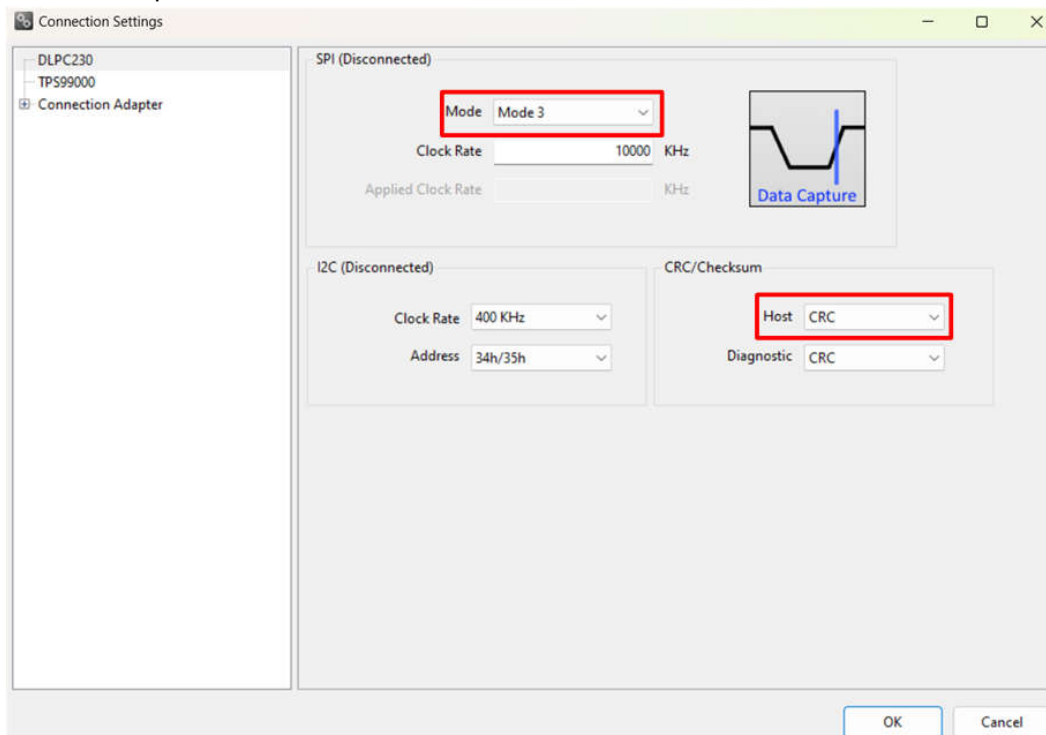 Connection Settings
DLPC230
TPS99000
Connection Adapter
SPI (Disconnected)
Mode Mode 3
Clock Rate 10000 KHz
Applied Clock Rate KHz
Data Capture
I2C (Disconnected)
Clock Rate 400 KHz
Address 34h/35h
CRC/Checksum
Host CRC
Diagnostic CRC
OK Cancel